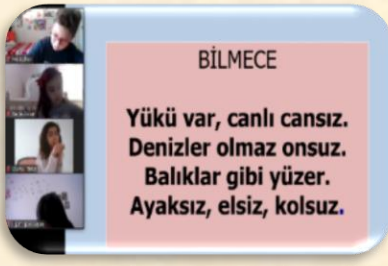 BİLMECE
Yükü var, canlı cansız.
Denizler olmaz onsuz.
Balıklar gibi yüzer.
Ayaksız, elsiz, kolsuz.